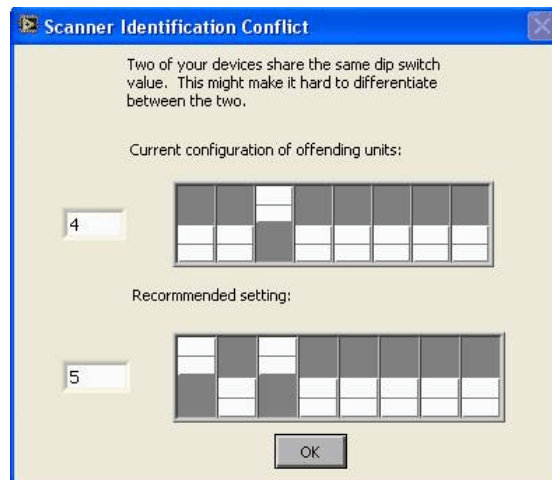 Scanner Identification Conflict
Two of your devices share the same dip switch
value. This might make it hard to differentiate
between the two.
Current configuration of offending units:
4
Recommended setting:
5
OK